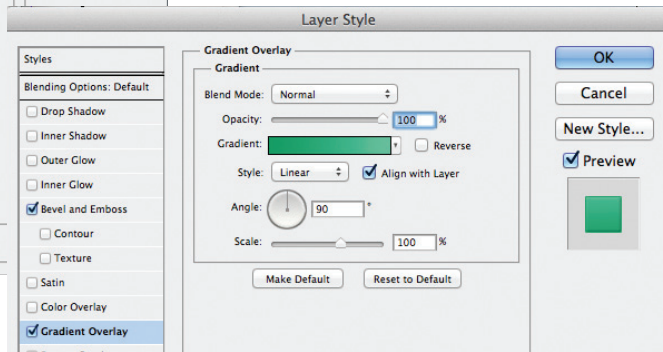 Layer Style
Styles
Blending Options: Default
Drop Shadow
Inner Shadow
Outer Glow
Inner Glow
Bevel and Emboss
Contour
Texture
Satin
Color Overlay
Gradient Overlay
Gradient Overlay
Gradient
Blend Mode: Normal
Opacity: 100 %
Gradient: Reverse
Style: Linear Align with Layer
Angle: 90 °
Scale: 100 %
Make Default Reset to Default
OK
Cancel
New Style...
Preview